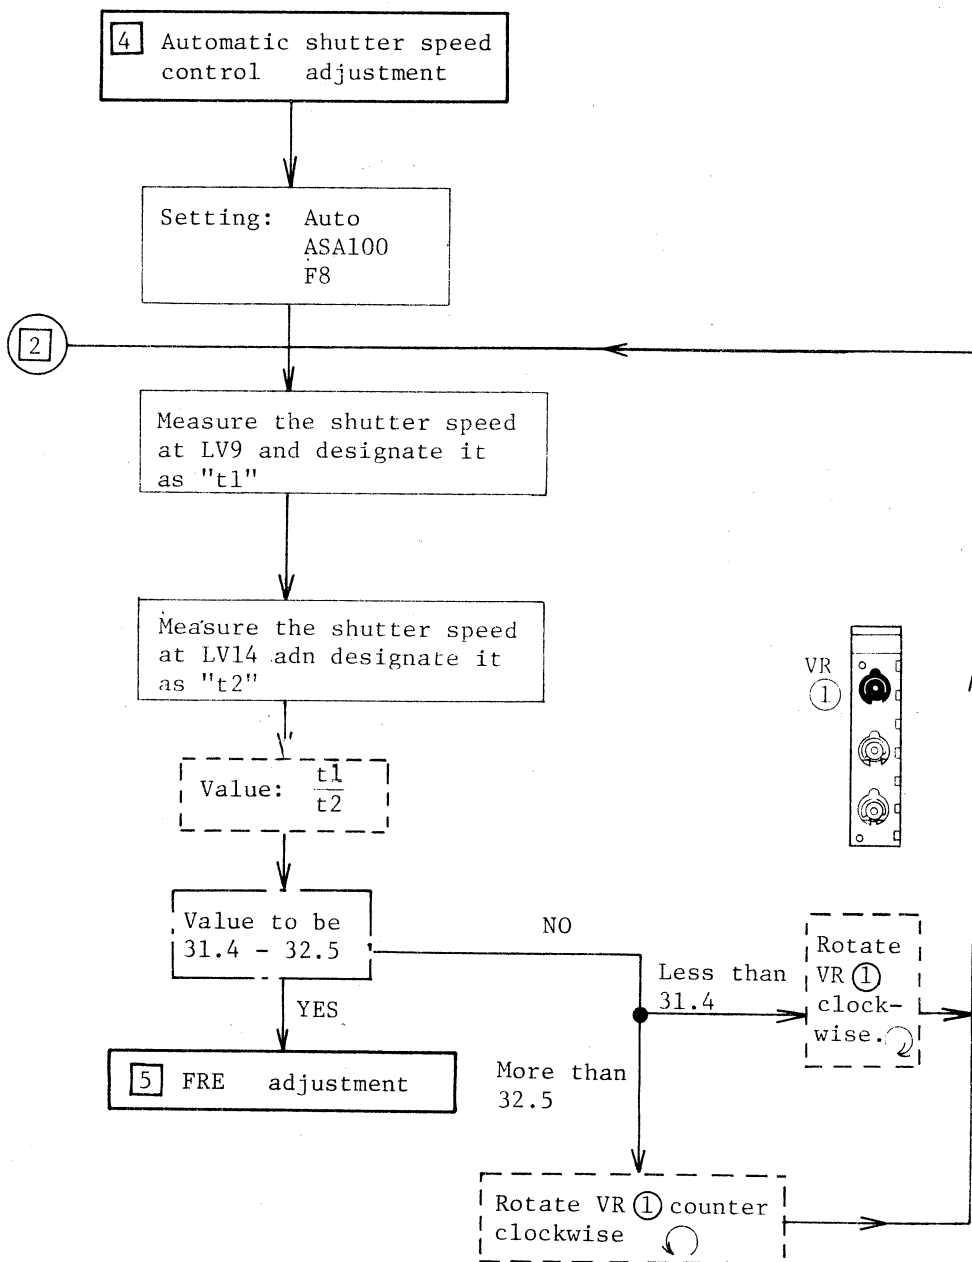 4 Automatic shutter speed
control adjustment
Setting: Auto
ASA100
F8
2
Measure the shutter speed
at LV9 and designate it
as "t1"
Measure the shutter speed
at LV14 adn designate it
as "t2"
VR
1
Value: t1
t2
Value to be
31.4 - 32.5
NO
YES
Less than
31.4
Rotate
VR 1
clock-
wise.
5 FRE adjustment
More than
32.5
Rotate VR 1 counter
clockwise